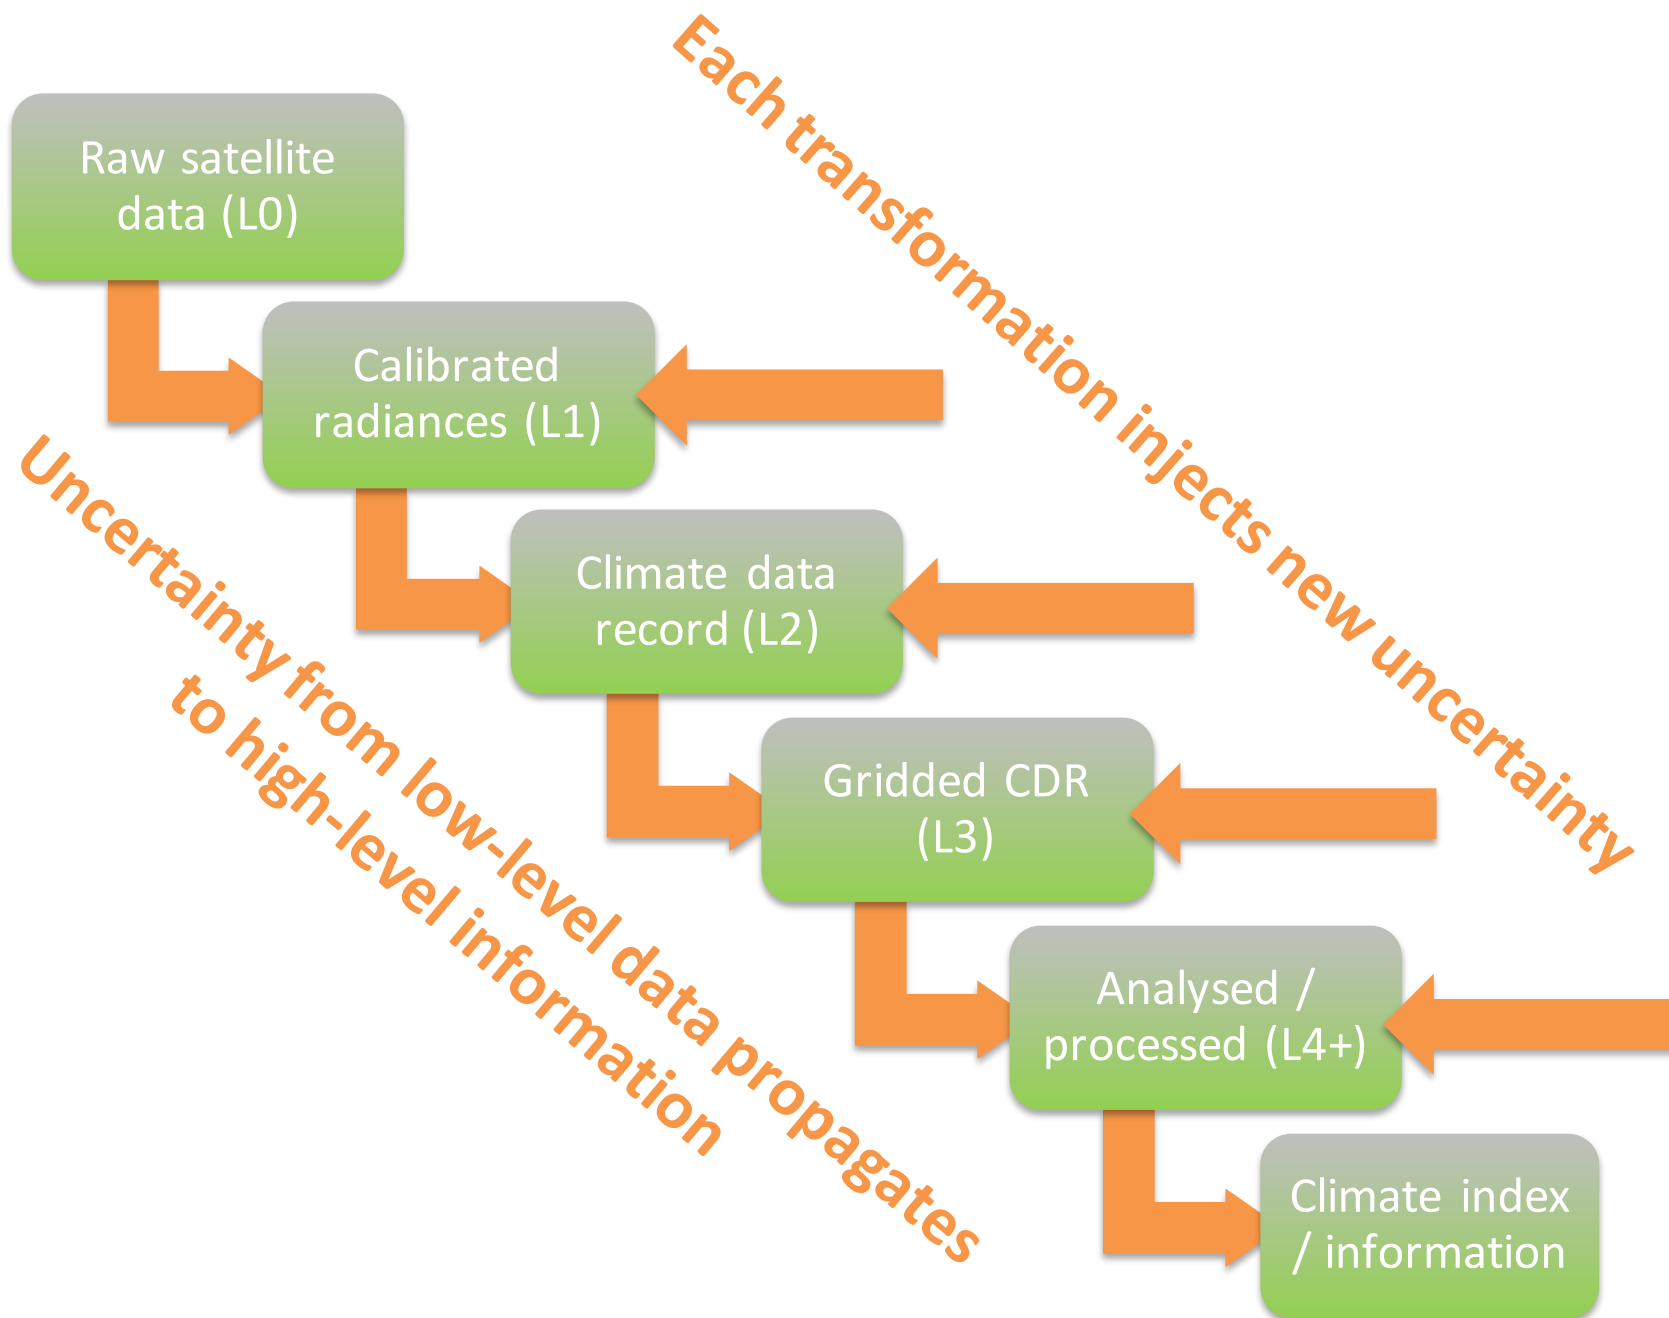 Each transformation injects new uncertainty
Raw satellite
data (L0)
Calibrated
radiances (L1)
Climate data
record (L2)
Gridded CDR
(L3)
Analysed /
processed (L4+)
Climate index
/ information
Uncertainty from low-level data propagates
to high-level information